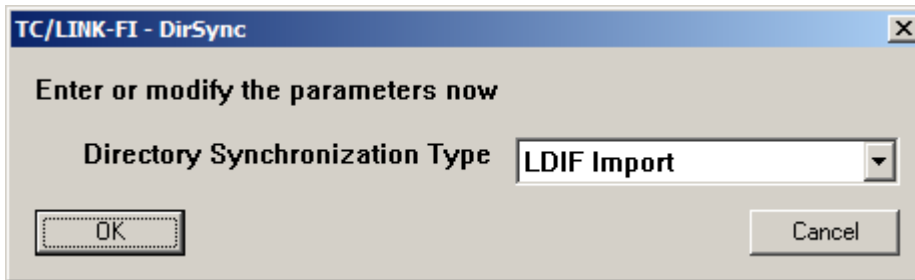 TC/LINK-FI - DirSync
Enter or modify the parameters now
Directory Synchronization Type LDIF Import
OK Cancel